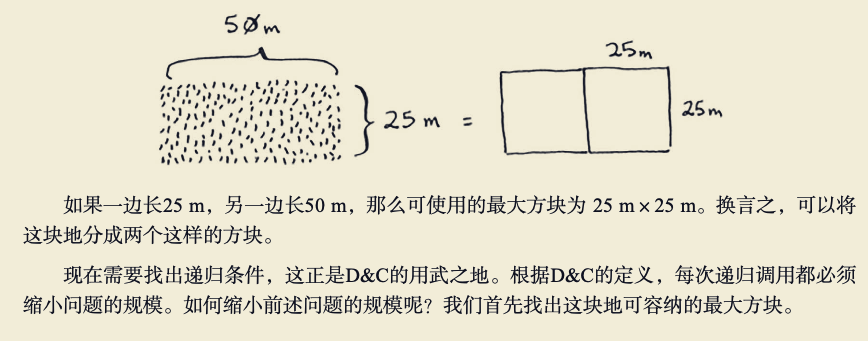 50m
25m
25 m =
25m
如果一边长25 m，另一边长50 m，那么可使用的最大方块为 25 m × 25 m。换言之，可以将
这块地分成两个这样的方块。
现在需要找出递归条件，这正是D&C的用武之地。根据D&C的定义，每次递归调用都必须
缩小问题的规模。如何缩小前述问题的规模呢？我们首先找出这块地可容纳的最大方块。